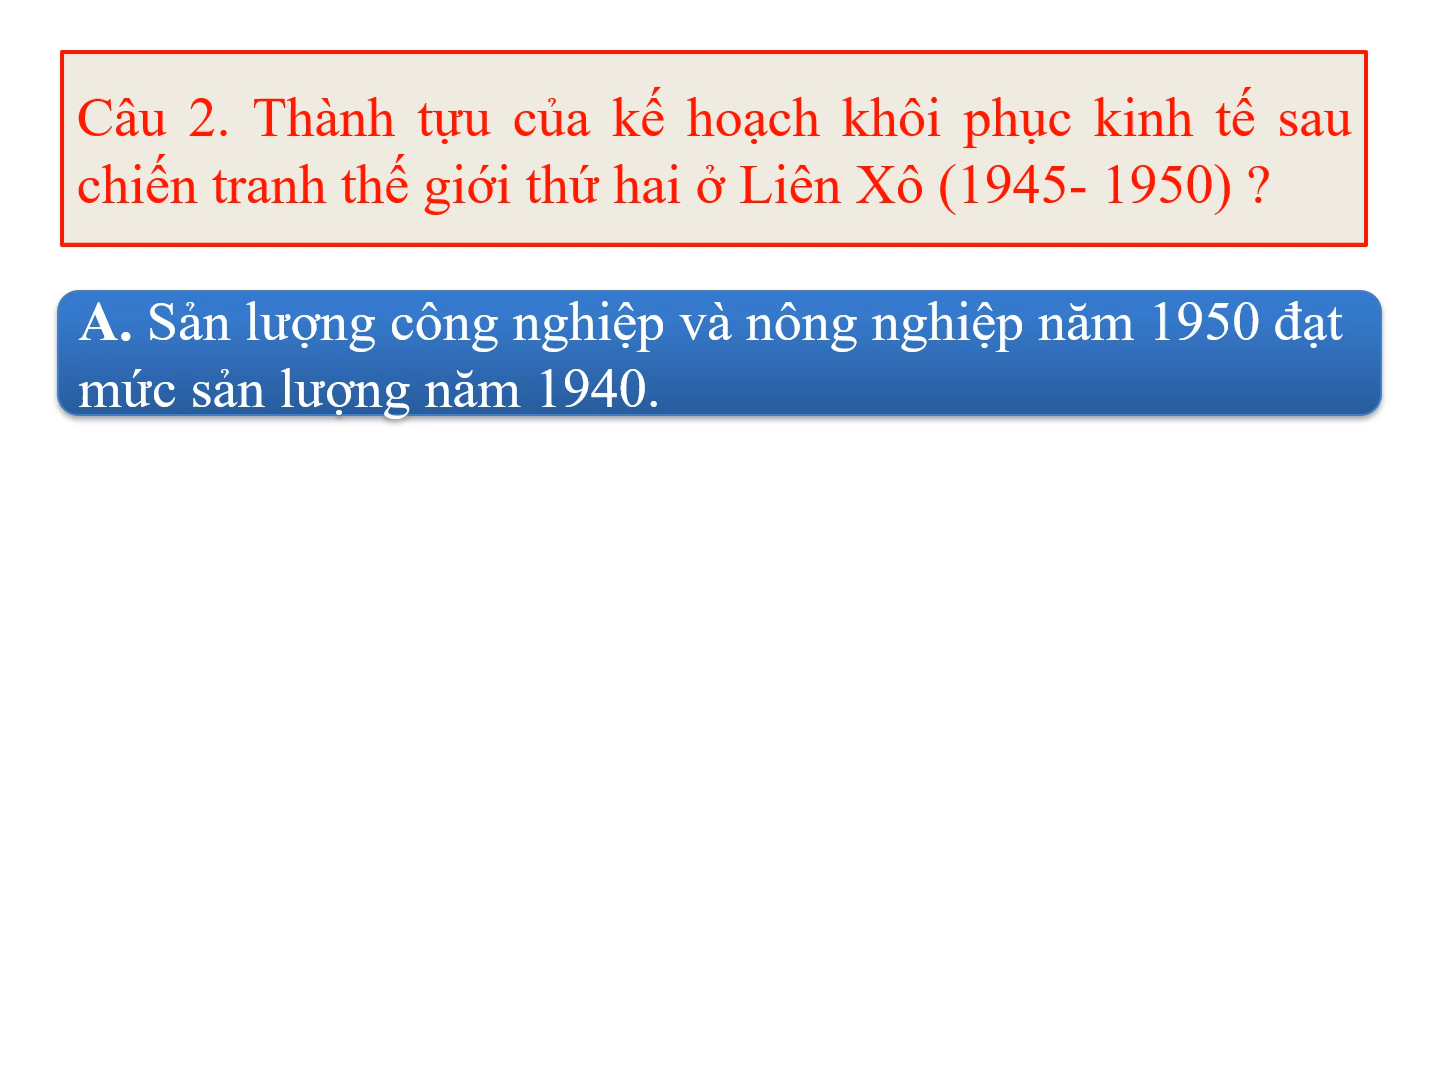 Câu 2. Thành tựu của kế hoạch khôi phục kinh tế sau
chiến tranh thế giới thứ hai ở Liên Xô (1945- 1950) ?
A. Sản lượng công nghiệp và nông nghiệp năm 1950 đạt
mức sản lượng năm 1940.